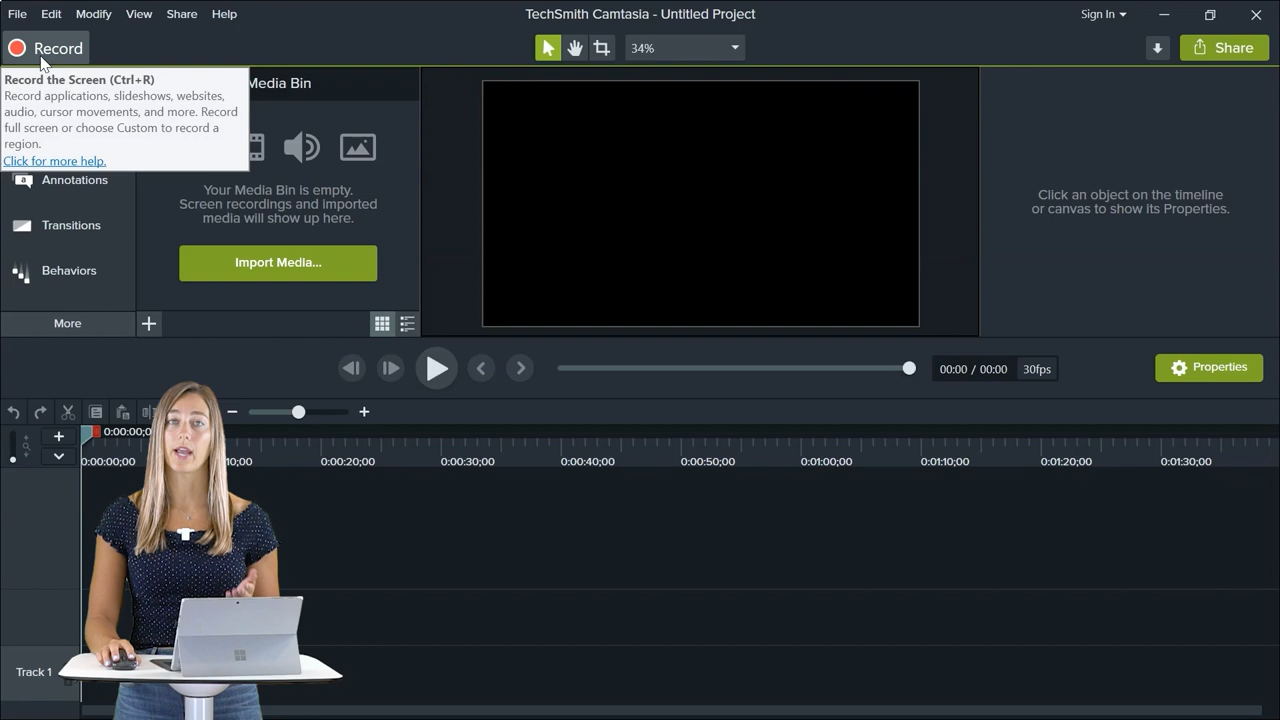 File Edit Modify View Share Help
TechSmith Camtasia - Untitled Project
Sign In
Record
34%
Share
Record the Screen (Ctrl+R)
Record applications, slideshows, websites,
audio, cursor movements, and more. Record
full screen or choose Custom to record a
region.
Click for more help.
Media Bin
Annotations
Transitions
Behaviors
More
Your Media Bin is empty.
Screen recordings and imported
media will show up here.
Import Media...
Click an object on the timeline
or canvas to show its Properties.
00:00 / 00:00 30fps
Properties
0:00:00;0
0:00:00;00 10;00 0:00:20;00 0:00:30;00 0:00:40;00 0:00:50;00 0:01:00;00 0:01:10;00 0:01:20;00 0:01:30;00
Track 1